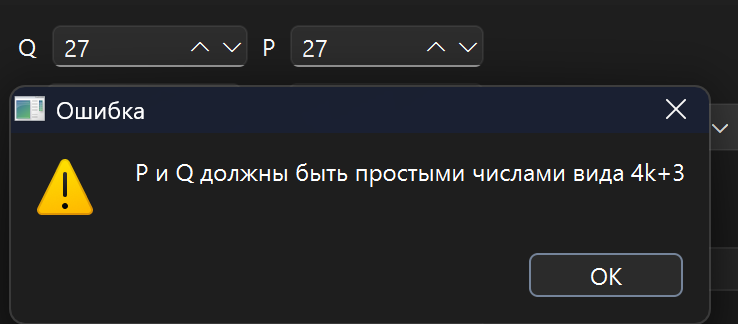 Q 27 P 27
Ошибка
P и Q должны быть простыми числами вида 4k+3
OK